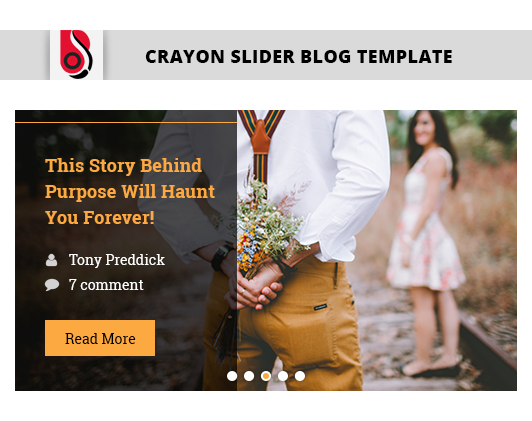 CRAYON SLIDER BLOG TEMPLATE
This Story Behind
Purpose Will Haunt
You Forever!
Tony Preddick
7 comment
Read More